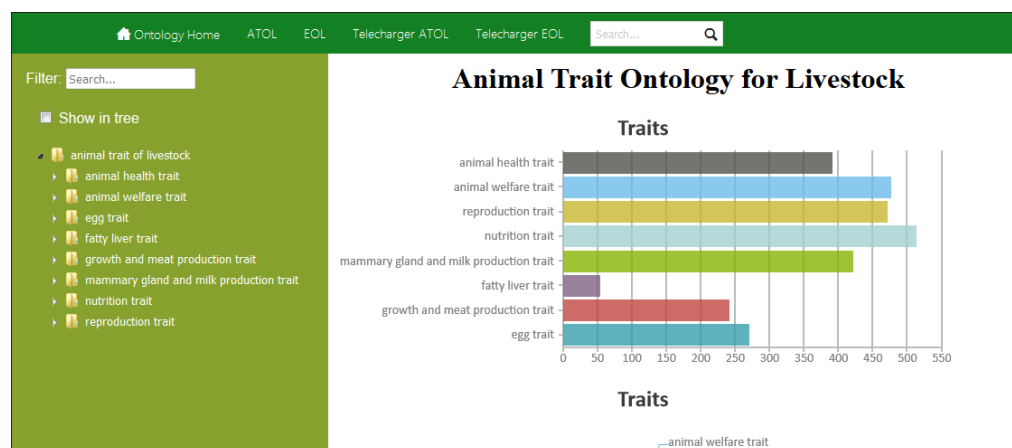 Ontology Home ATOL EOL Telecharger ATOL Telecharger EOL Search...
Filter: Search...
Show in tree
animal trait of livestock
animal health trait
animal welfare trait
egg trait
fatty liver trait
growth and meat production trait
mammary gland and milk production trait
nutrition trait
reproduction trait
Animal Trait Ontology for Livestock
Traits
animal health trait
animal welfare trait
reproduction trait
nutrition trait
mammary gland and milk production trait
fatty liver trait
growth and meat production trait
egg trait
0 50 100 150 200 250 300 350 400 450 500 550
Traits
animal welfare trait